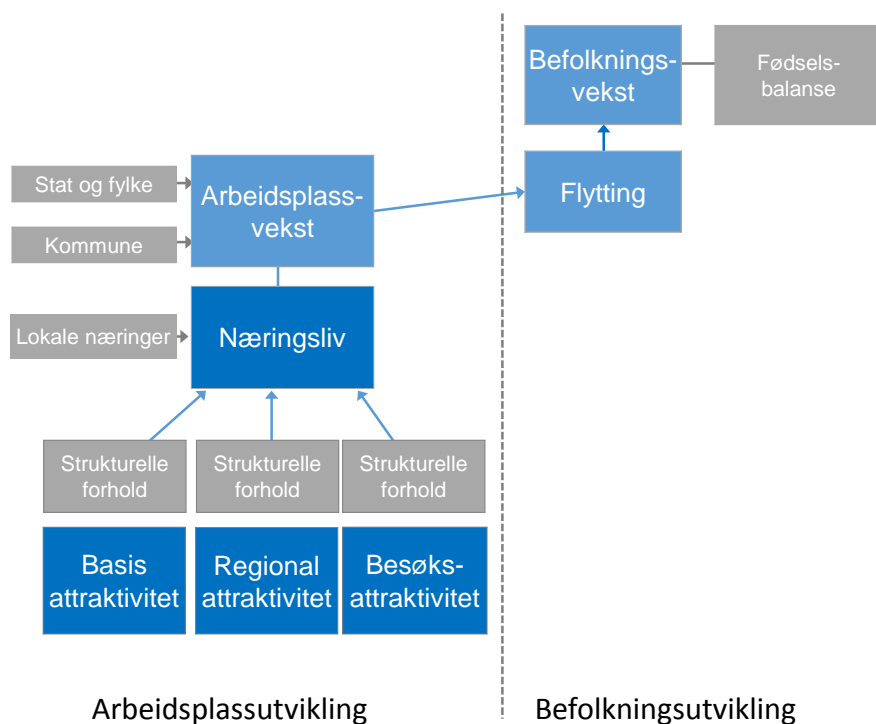 Befolknings-
vekst
Fødsels-
balanse
Stat og fylke
Arbeidsplass-
vekst
Flytting
Kommune
Lokale næringer
Næringsliv
Strukturelle
forhold
Strukturelle
forhold
Strukturelle
forhold
Basis
attraktivitet
Regional
attraktivitet
Besøks-
attraktivitet
Arbeidsplassutvikling
Befolkningsutvikling